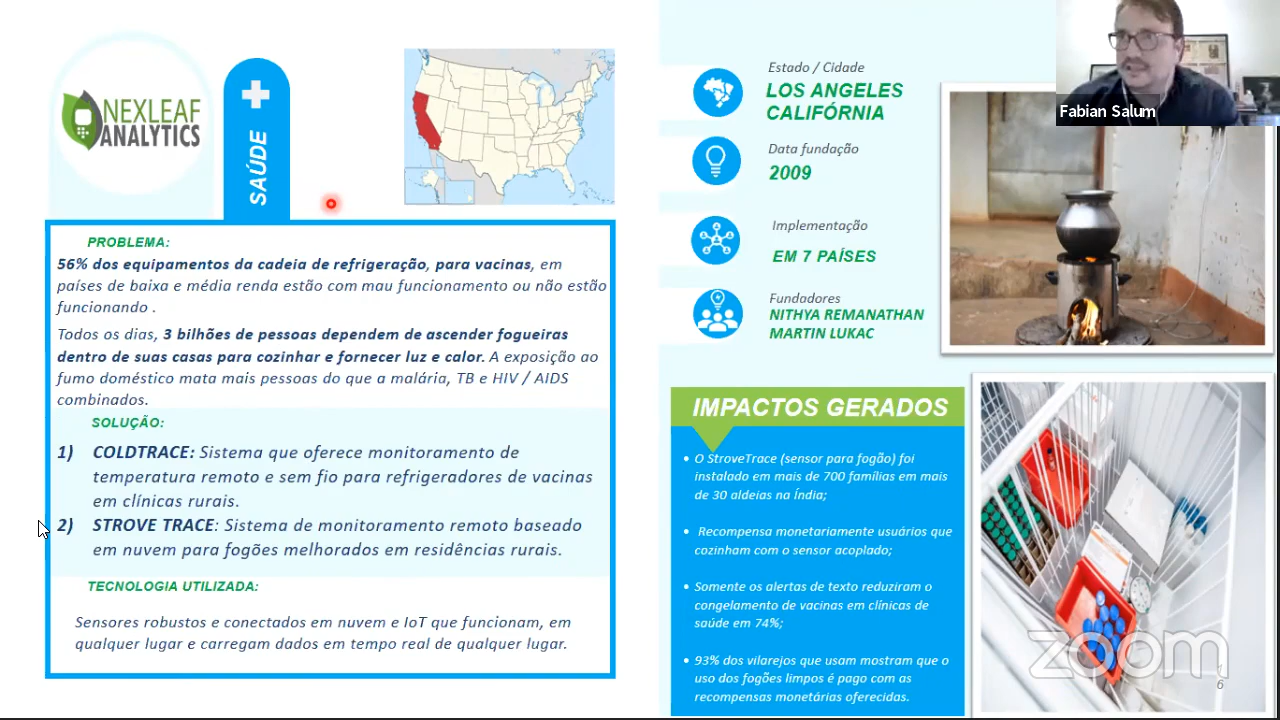 NEXLEAF
ANALYTICS
SAÚDE
PROBLEMA:
56% dos equipamentos da cadeia de refrigeração, para vacinas, em
países de baixa e média renda estão com mau funcionamento ou não estão
funcionando .
Todos os dias, 3 bilhões de pessoas dependem de ascender fogueiras
dentro de suas casas para cozinhar e fornecer luz e calor. A exposição ao
fumo doméstico mata mais pessoas do que a malária, TB e HIV / AIDS
combinados.
SOLUÇÃO:
1) COLDTRACE: Sistema que oferece monitoramento de
temperatura remoto e sem fio para refrigeradores de vacinas
em clínicas rurais.
2) STROVE TRACE: Sistema de monitoramento remoto baseado
em nuvem para fogões melhorados em residências rurais.
TECNOLOGIA UTILIZADA:
Sensores robustos e conectados em nuvem e IoT que funcionam, em
qualquer lugar e carregam dados em tempo real de qualquer lugar.
Estado / Cidade
LOS ANGELES
CALIFÓRNIA
Data fundação
2009
Implementação
EM 7 PAÍSES
Fundadores
NITHYA REMANATHAN
MARTIN LUKAC
IMPACTOS GERADOS
• O StroveTrace (sensor para fogão) foi
instalado em mais de 700 famílias em mais
de 30 aldeias na Índia;
• Recompensa monetariamente usuários que
cozinham com o sensor acoplado;
• Somente os alertas de texto reduziram o
congelamento de vacinas em clínicas de
saúde em 74%;
• 93% dos vilarejos que usam mostram que o
uso dos fogões limpos é pago com as
recompensas monetárias oferecidas.
Fabian Salum
zoom
1
6